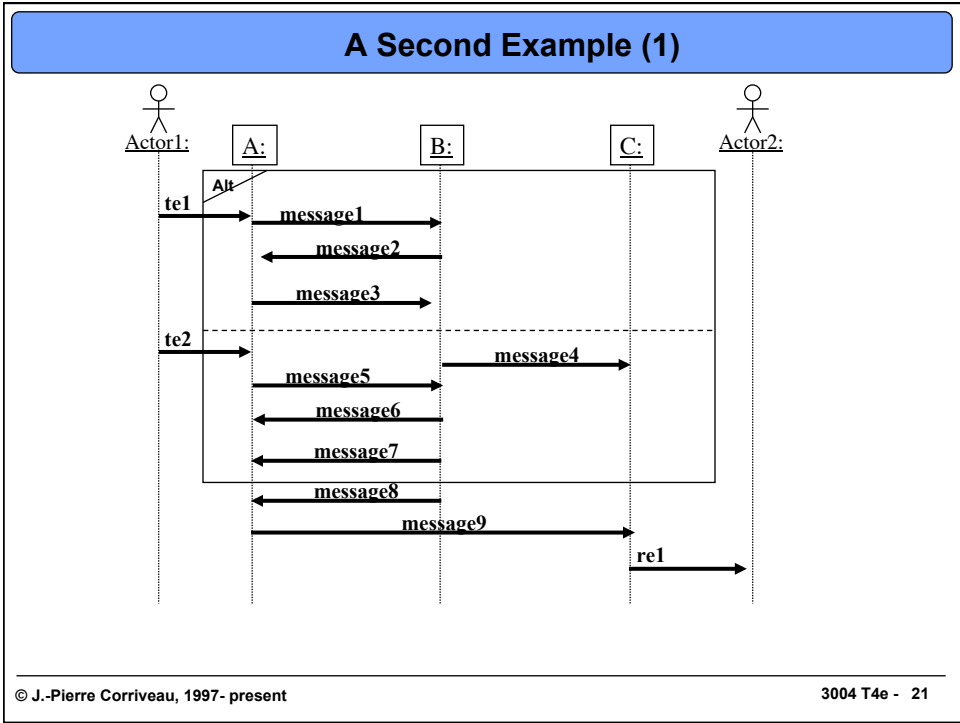 A Second Example (1)
Actor1:
A:
B:
C:
Actor2:
Alt
te1
message1
message2
message3
te2
message4
message5
message6
message7
message8
message9
re1
© J.-Pierre Corriveau, 1997- present
3004 T4e - 21